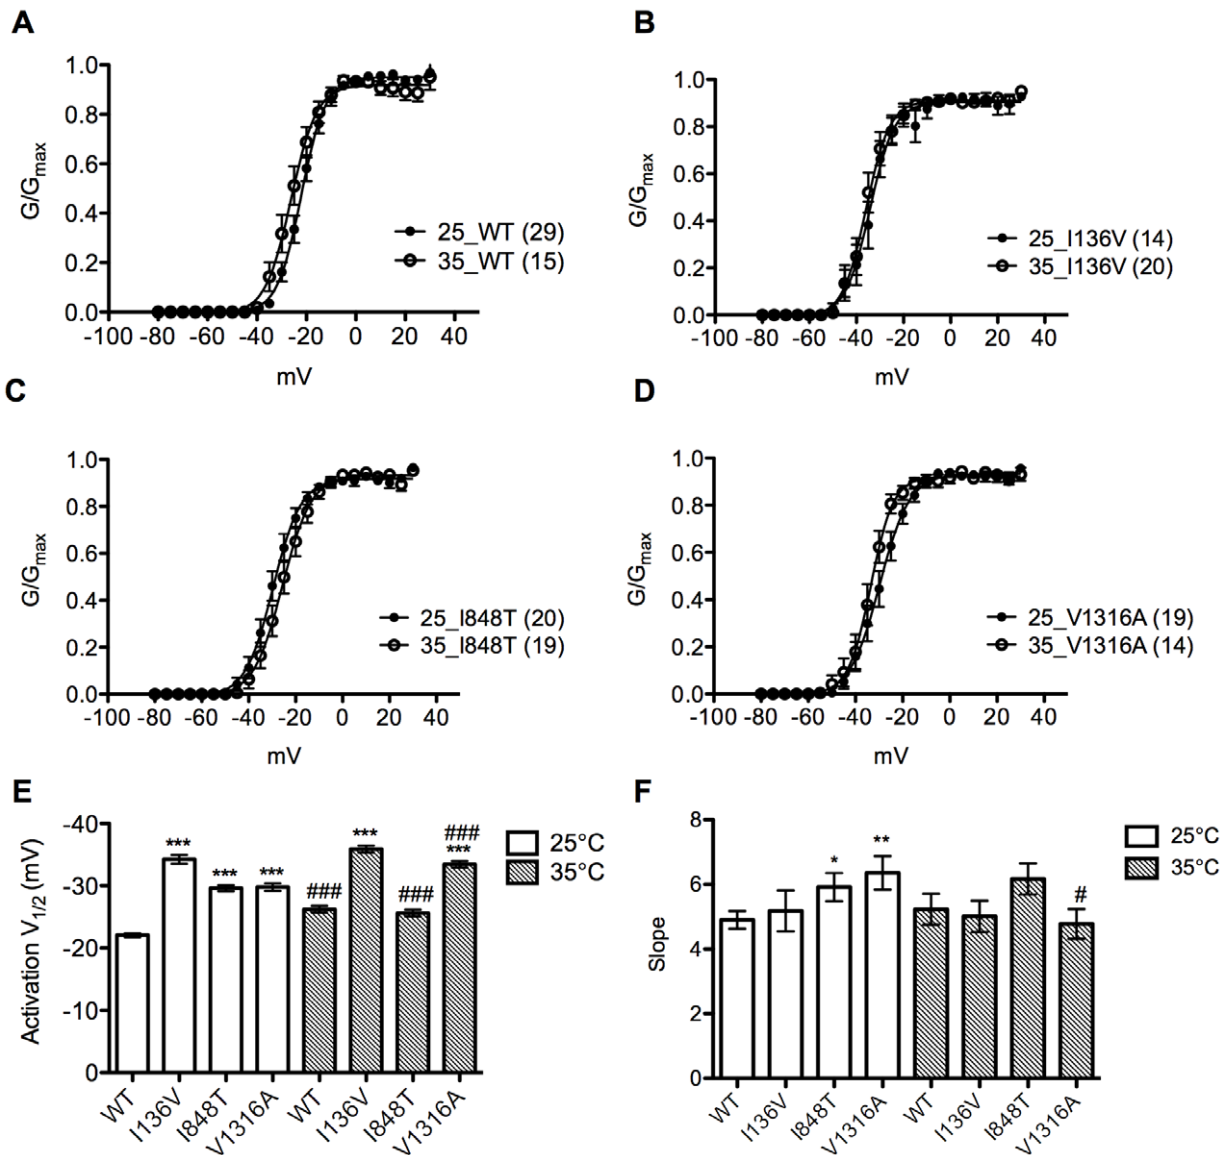 A
1.0
0.8
0.6
0.4
0.2
0.0
G/Gmax
25_WT (29)
35_WT (15)
-100 -80 -60 -40 -20 0 20 40
mV
B
1.0
0.8
0.6
0.4
0.2
0.0
G/Gmax
25_I136V (14)
35_I136V (20)
-100 -80 -60 -40 -20 0 20 40
mV
C
1.0
0.8
0.6
0.4
0.2
0.0
G/Gmax
25_I848T (20)
35_I848T (19)
-100 -80 -60 -40 -20 0 20 40
mV
D
1.0
0.8
0.6
0.4
0.2
0.0
G/Gmax
25_V1316A (19)
35_V1316A (14)
-100 -80 -60 -40 -20 0 20 40
mV
E
-40
-30
-20
-10
0
Activation V1/2 (mV)
*** *** *** ### *** ### ###
***
25°C
35°C
WT I136V I848T V1316A WT I136V I848T V1316A
F
8
6
4
2
0
Slope
* ** #
25°C
35°C
WT I136V I848T V1316A WT I136V I848T V1316A